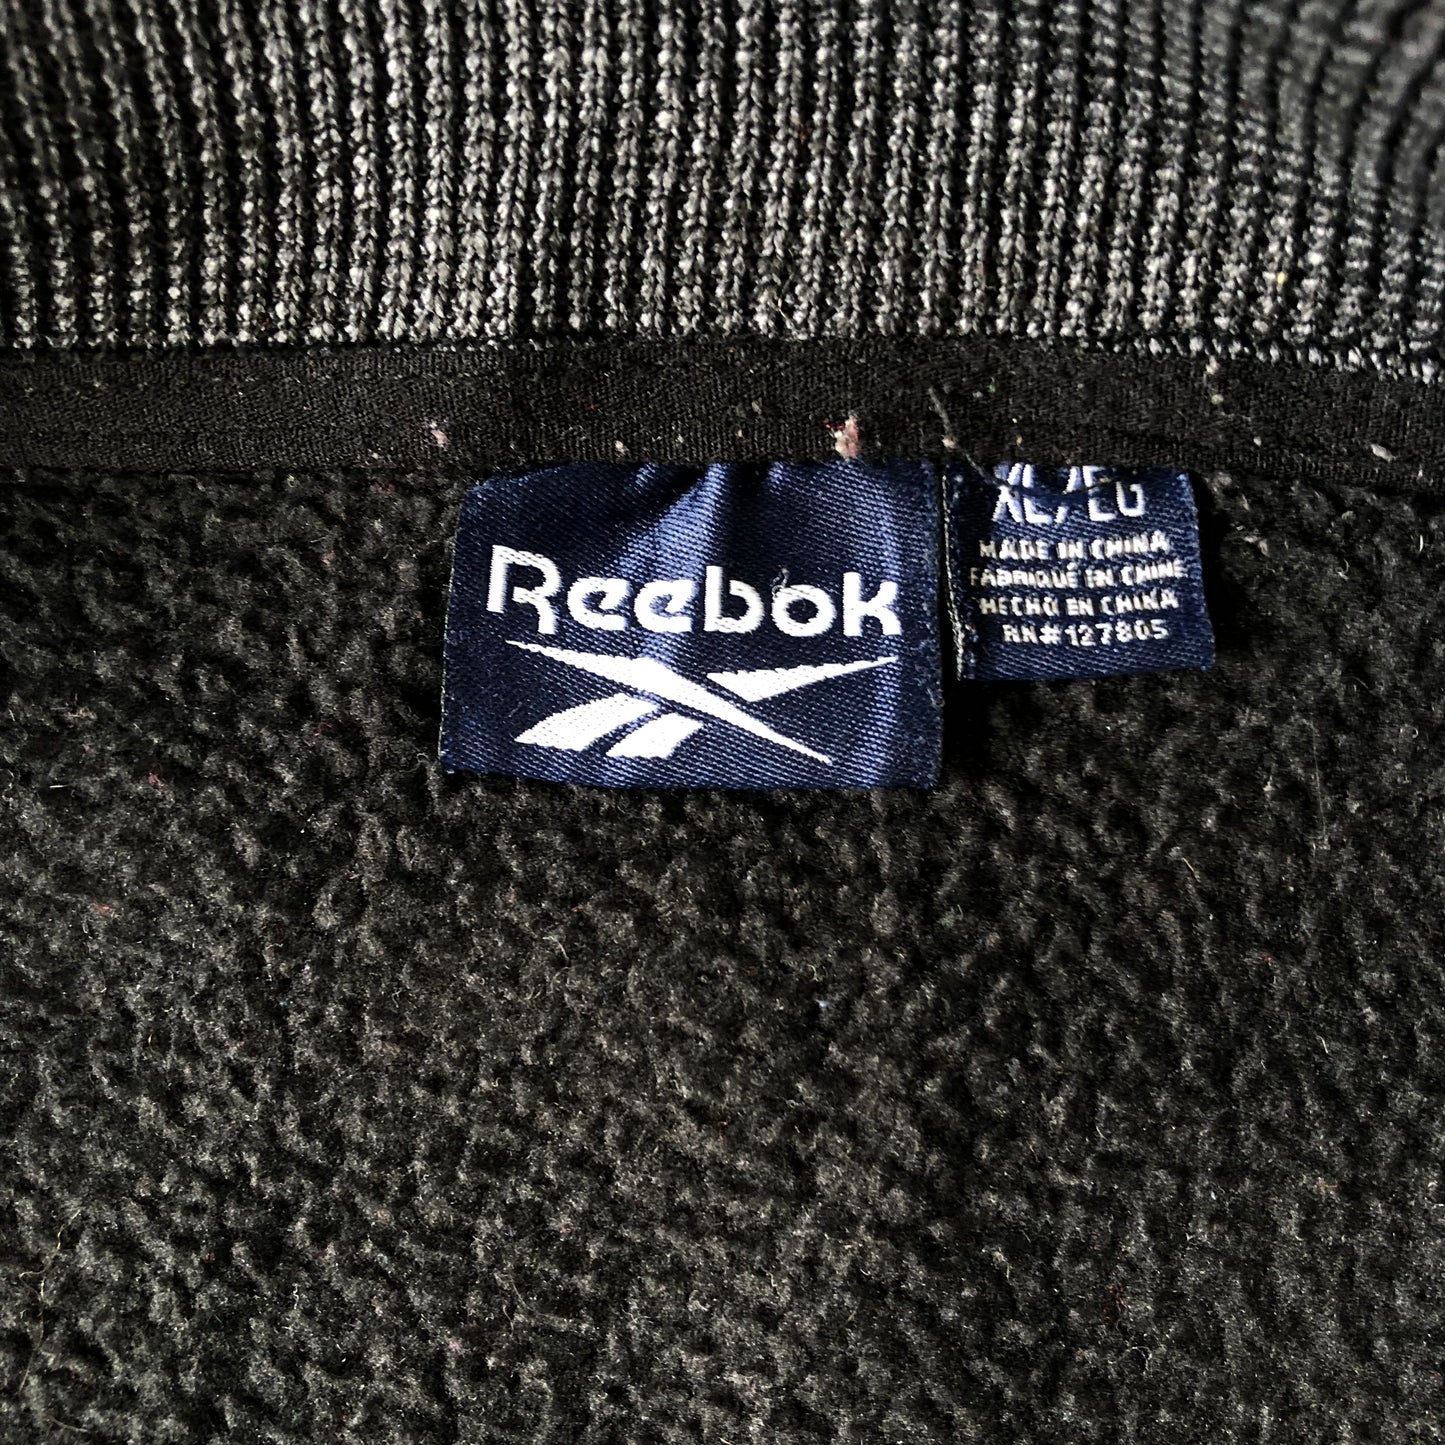 Reebok
XL/EG
MADE IN CHINA
FABRIQUÉ EN CHINE
HECHO EN CHINA
RN#127805